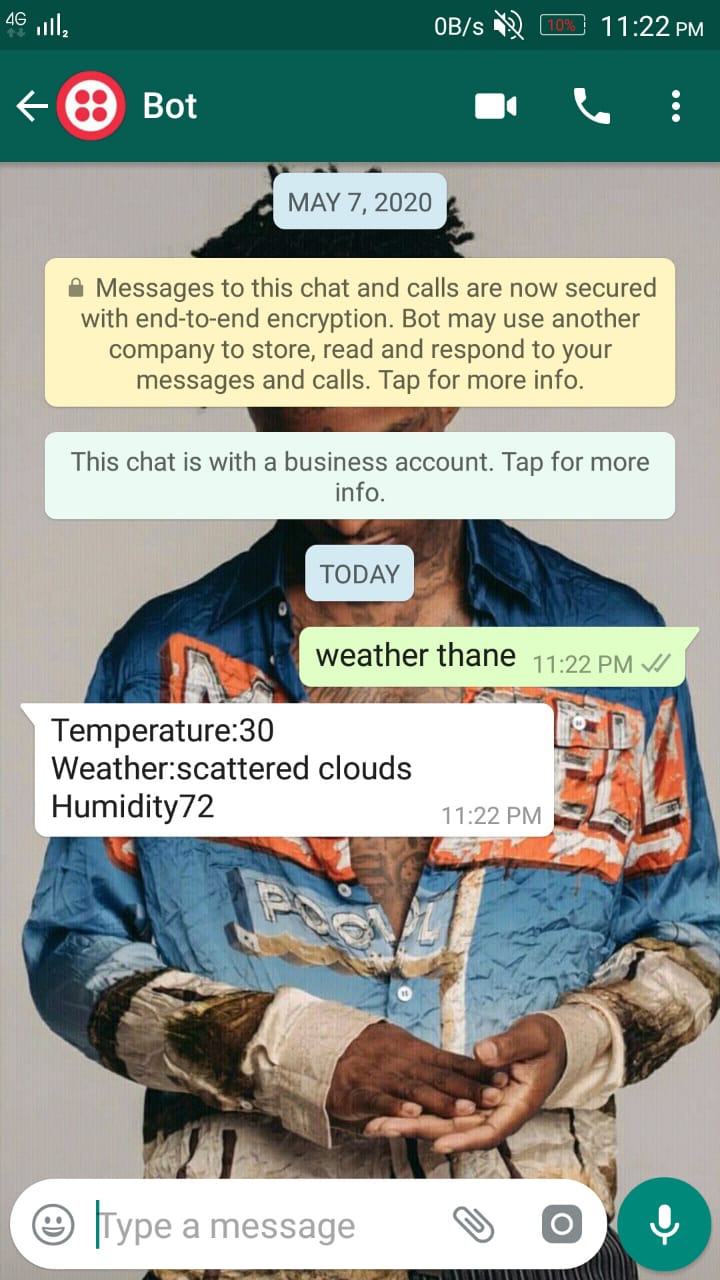 4G
2
0B/s
10%
11:22 PM
Bot
MAY 7, 2020
Messages to this chat and calls are now secured
with end-to-end encryption. Bot may use another
company to store, read and respond to your
messages and calls. Tap for more info.
This chat is with a business account. Tap for more
info.
TODAY
weather thane
11:22 PM
Temperature:30
Weather:scattered clouds
Humidity72
11:22 PM
Type a message